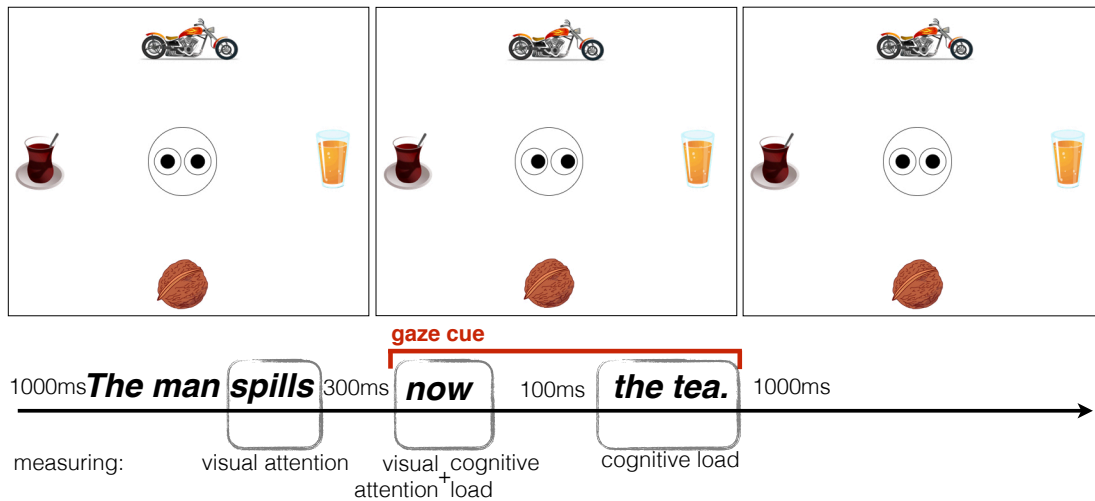 gaze cue
1000ms The man spills 300ms now 100ms the tea. 1000ms
measuring: visual attention visual cognitive cognitive load
attention + load